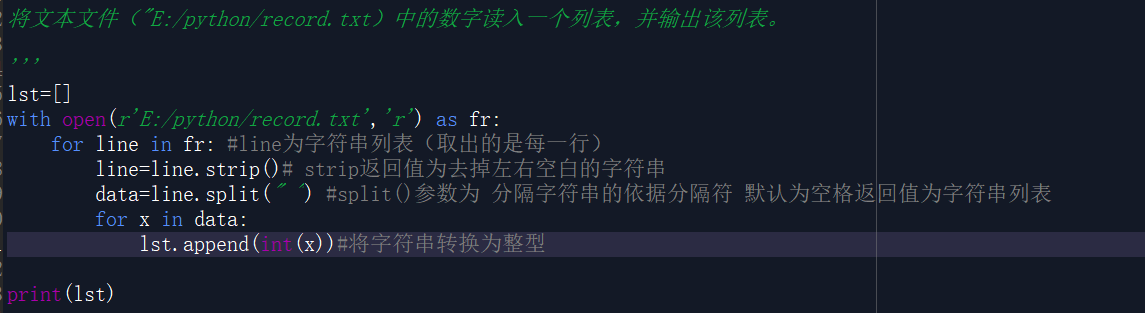 将文本文件（"E:/python/record.txt）中的数字读入一个列表，并输出该列表。
'''
lst=[]
with open(r'E:/python/record.txt','r') as fr:
    for line in fr: #line为字符串列表（取出的是每一行）
        line=line.strip()# strip返回值为去掉左右空白的字符串
        data=line.split(" ") #split()参数为 分隔字符串的依据分隔符 默认为空格返回值为字符串列表
        for x in data:
            lst.append(int(x))#将字符串转换为整型
print(lst)